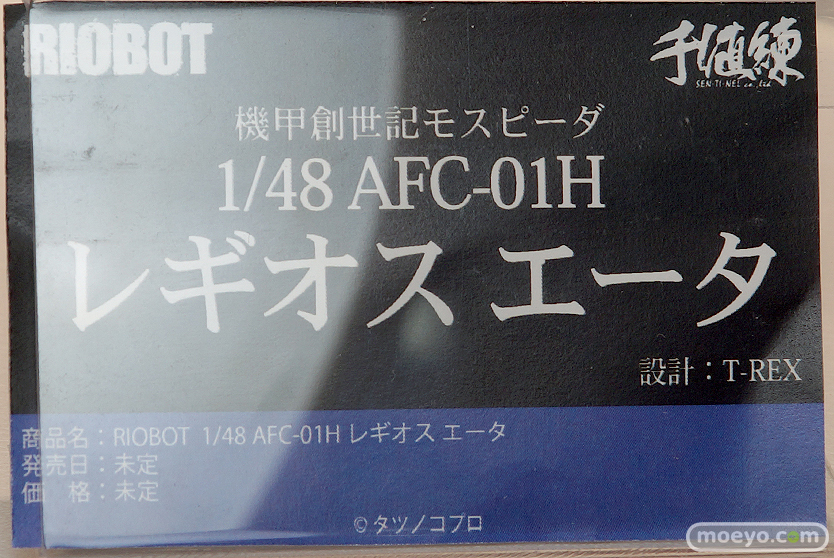 RIOBOT
千値練
SEN-TI-NEL co.,ltd
機甲創世記モスピーダ
1/48 AFC-01H
レギオス エータ
設計：T-REX
商品名：RIOBOT 1/48 AFC-01H レギオス エータ
発売日：未定
価　格：未定
©タツノコプロ
moeyo.com